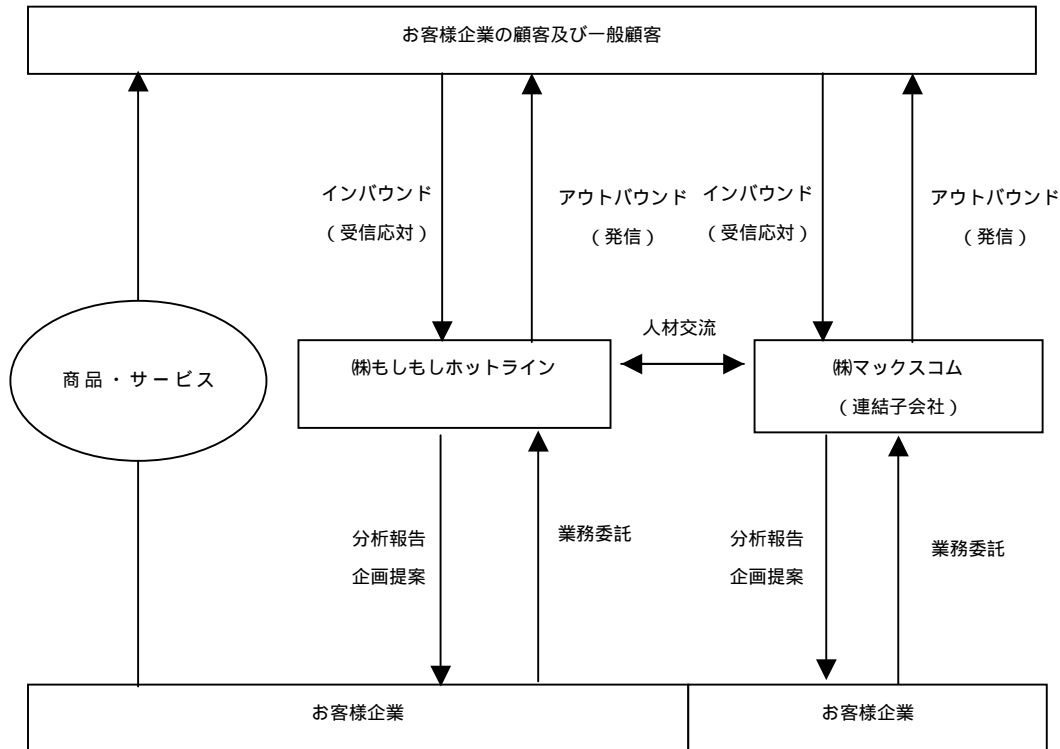 お客様企業の顧客及び一般顧客
インバウンド
（受信応対）
アウトバウンド
（発信）
インバウンド
（受信応対）
アウトバウンド
（発信）
人材交流
商品・サービス
㈱もしもしホットライン
㈱マックスコム
（連結子会社）
分析報告
企画提案
業務委託
分析報告
企画提案
業務委託
お客様企業
お客様企業